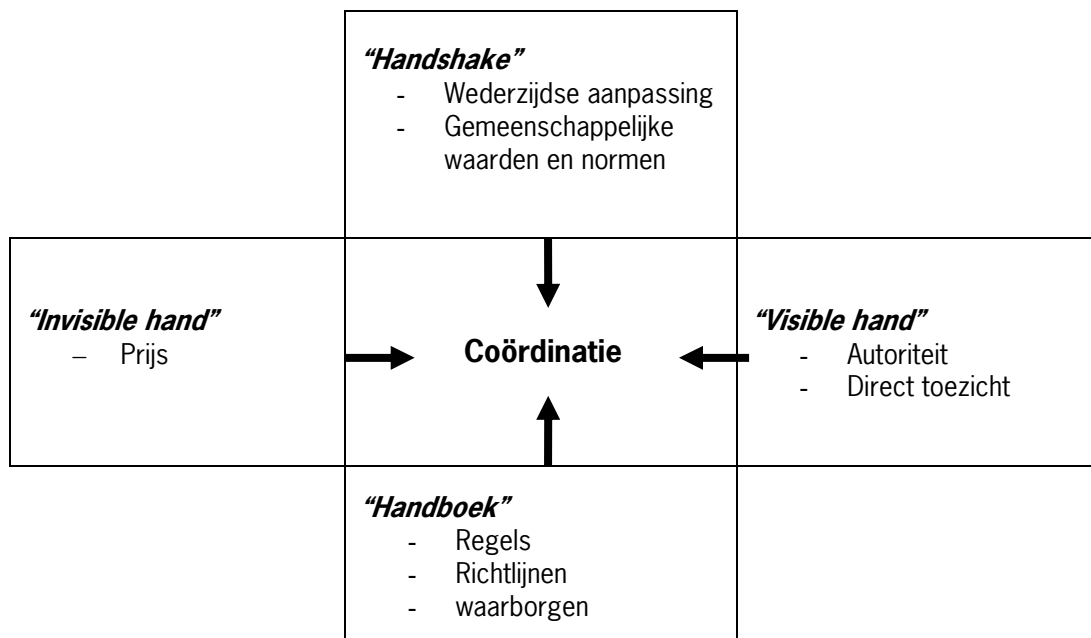 “Handshake”
- Wederzijdse aanpassing
- Gemeenschappelijke
waarden en normen
“Invisible hand”
– Prijs
Coördinatie
“Visible hand”
- Autoriteit
- Direct toezicht
“Handboek”
- Regels
- Richtlijnen
- waarborgen